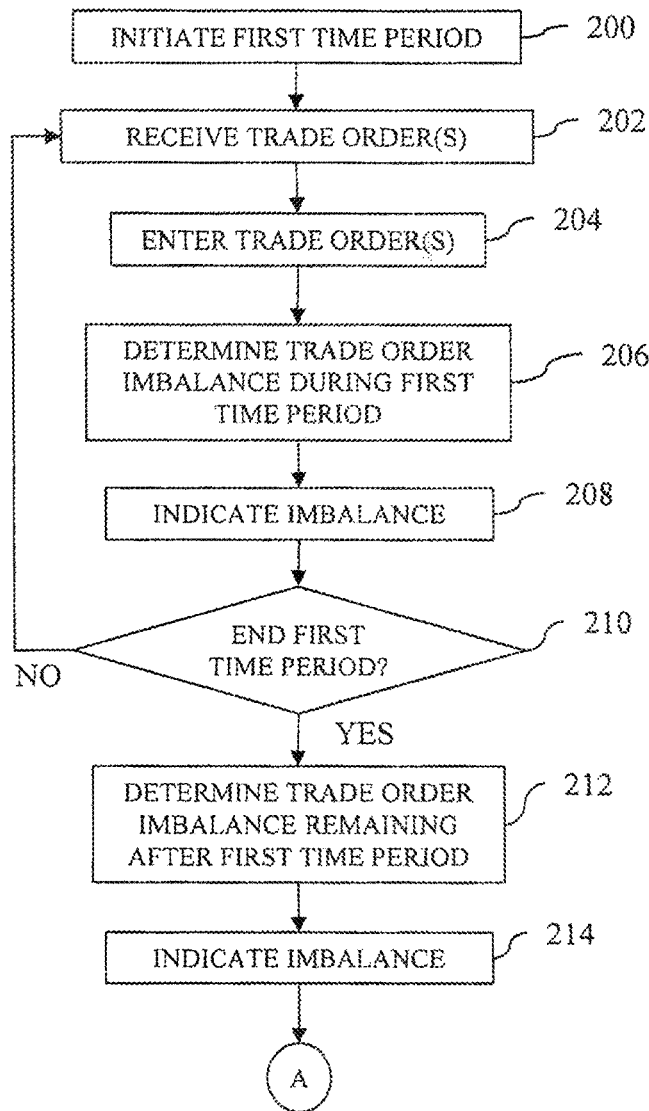 INITIATE FIRST TIME PERIOD
200
RECEIVE TRADE ORDER(S)
202
ENTER TRADE ORDER(S)
204
DETERMINE TRADE ORDER
IMBALANCE DURING FIRST
TIME PERIOD
206
INDICATE IMBALANCE
208
END FIRST
TIME PERIOD?
210
NO
YES
DETERMINE TRADE ORDER
IMBALANCE REMAINING
AFTER FIRST TIME PERIOD
212
INDICATE IMBALANCE
214
A